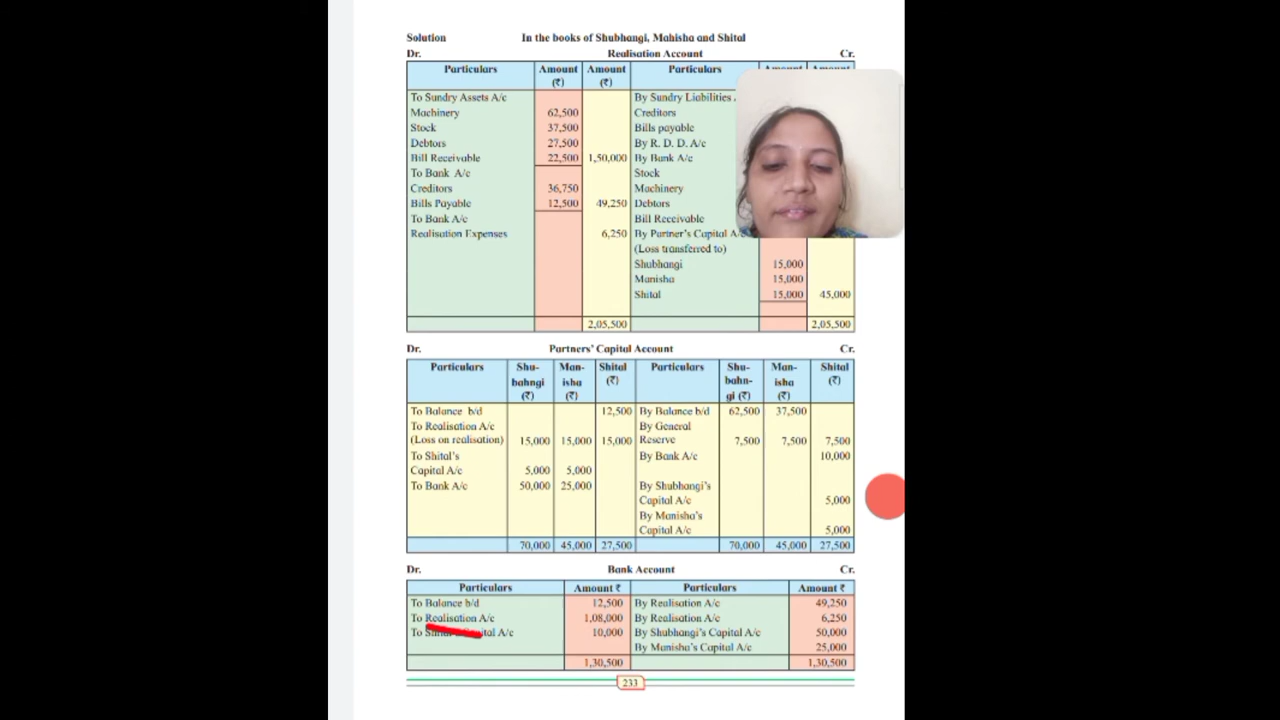 Solution In the books of Shubhangi, Mahisha and Shital
Dr. Realisation Account Cr.
Particulars Amount (₹) Amount (₹) Particulars
To Sundry Assets A/c By Sundry Liabilities
Machinery 62,500 Creditors
Stock 37,500 Bills payable
Debtors 27,500 By R. D. D. A/c
Bill Receivable 22,500 1,50,000 By Bank A/c
To Bank A/c Stock
Creditors 36,750 Machinery
Bills Payable 12,500 49,250 Debtors
To Bank A/c Bill Receivable
Realisation Expenses 6,250 By Partner's Capital
(Loss transferred to)
Shubhangi 15,000
Manisha 15,000
Shital 15,000 45,000
2,05,500 2,05,500
Dr. Partners' Capital Account Cr.
Particulars Shu- Man- Shital Particulars Shu- Man- Shital
bahngi isha (₹) bahn- isha (₹)
(₹) (₹) gi (₹) (₹)
To Balance b/d 12,500 By Balance b/d 62,500 37,500
To Realisation A/c By General
(Loss on realisation) 15,000 15,000 15,000 Reserve 7,500 7,500 7,500
To Shital's By Bank A/c 10,000
Capital A/c 5,000 5,000
To Bank A/c 50,000 25,000 By Shubhangi's
Capital A/c 5,000
By Manisha's
Capital A/c 5,000
70,000 45,000 27,500 70,000 45,000 27,500
Dr. Bank Account Cr.
Particulars Amount ₹ Particulars Amount ₹
To Balance b/d 12,500 By Realisation A/c 49,250
To Realisation A/c 1,08,000 By Realisation A/c 6,250
To A/c 10,000 By Shubhangi's Capital A/c 50,000
By Manisha's Capital A/c 25,000
1,30,500 1,30,500
233